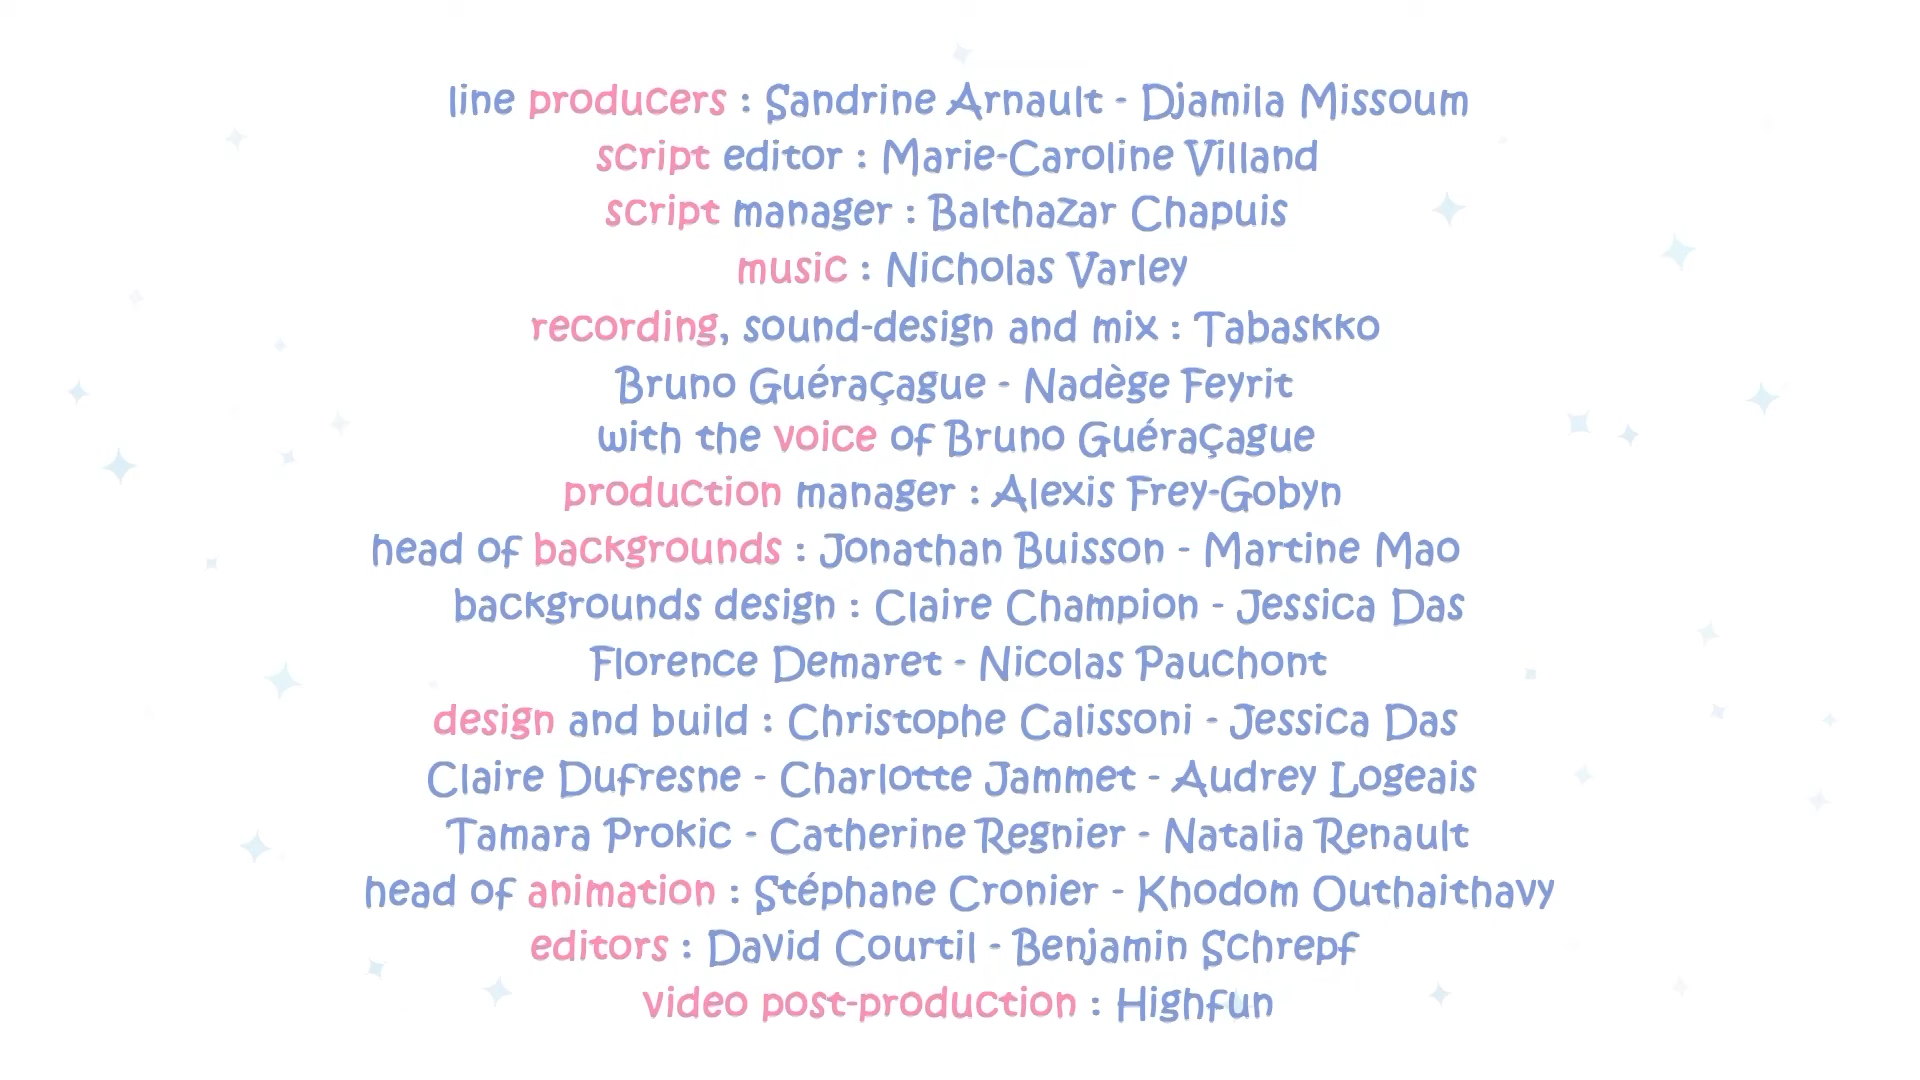 line producers : Sandrine Arnault - Djamila Missoum
script editor : Marie-Caroline Villand
script manager : Balthazar Chapuis
music : Nicholas Varley
recording, sound-design and mix : Tabaskko
Bruno Guéraçague - Nadège Feyrit
with the voice of Bruno Guéraçague
production manager : Alexis Frey-Gobyn
head of backgrounds : Jonathan Buisson - Martine Mao
backgrounds design : Claire Champion - Jessica Das
Florence Demaret - Nicolas Pauchont
design and build : Christophe Calissoni - Jessica Das
Claire Dufresne - Charlotte Jammet - Audrey Logeais
Tamara Prokic - Catherine Regnier - Natalia Renault
head of animation : Stéphane Cronier - Khodom Outhaithavy
editors : David Courtil - Benjamin Schrepf
video post-production : Highfun